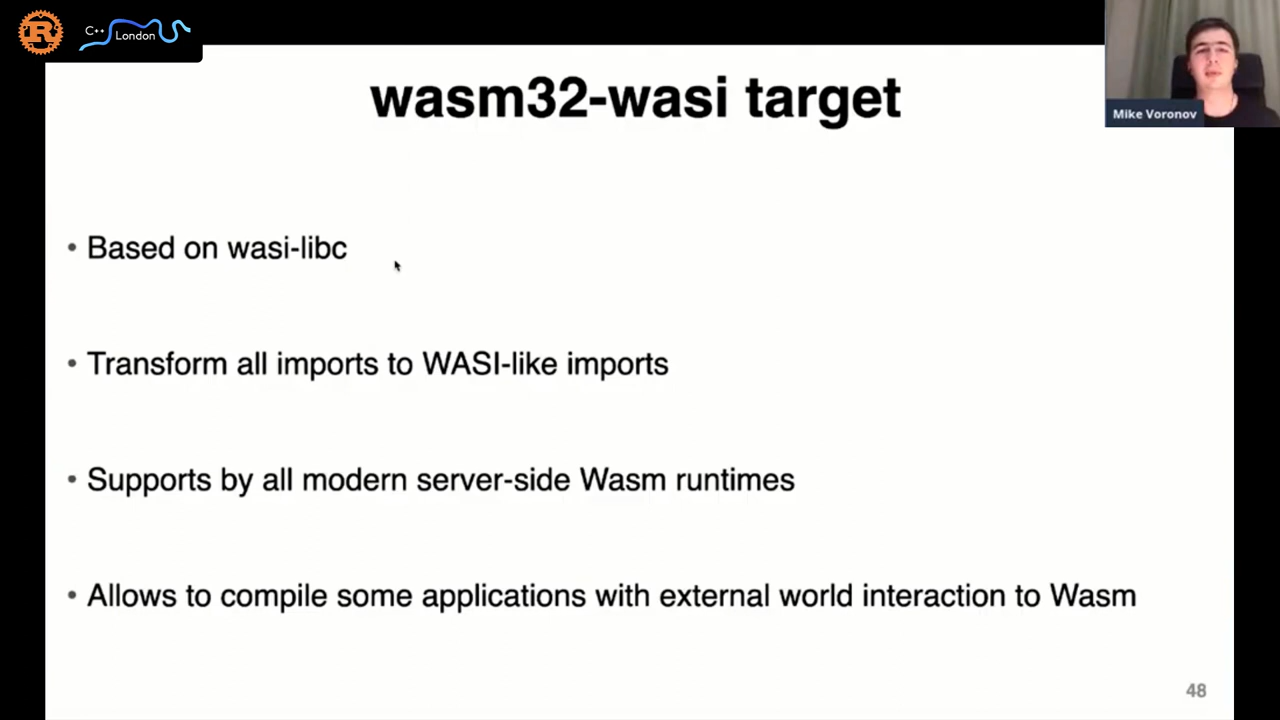 R
C++
London
wasm32-wasi target
Mike Voronov
• Based on wasi-libc
• Transform all imports to WASI-like imports
• Supports by all modern server-side Wasm runtimes
• Allows to compile some applications with external world interaction to Wasm
48